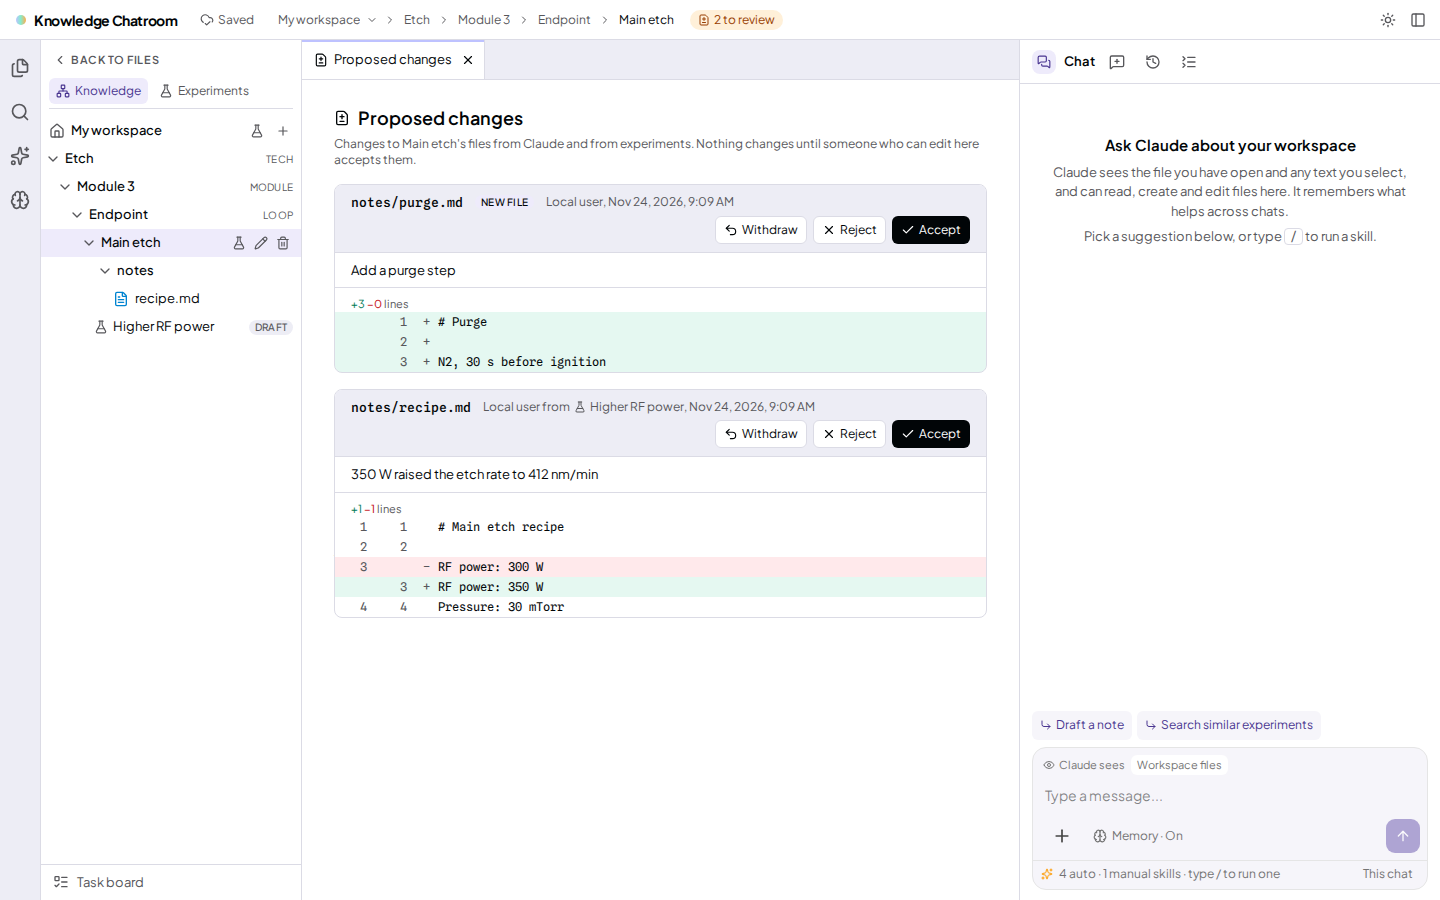 Knowledge Chatroom
Saved
My workspace
Etch
Module 3
Endpoint
Main etch
2 to review
BACK TO FILES
Knowledge
Experiments
My workspace
Etch
TECH
Module 3
MODULE
Endpoint
LOOP
Main etch
notes
recipe.md
Higher RF power
DRAFT
Task board
Proposed changes
Proposed changes
Changes to Main etch's files from Claude and from experiments. Nothing changes until someone who can edit here
accepts them.
notes/purge.md NEW FILE Local user, Nov 24, 2026, 9:09 AM
Withdraw Reject Accept
Add a purge step
+3 −0 lines
1 + # Purge
2 +
3 + N2, 30 s before ignition
notes/recipe.md Local user from Higher RF power, Nov 24, 2026, 9:09 AM
Withdraw Reject Accept
350 W raised the etch rate to 412 nm/min
+1 −1 lines
1 1 # Main etch recipe
2 2
3 − RF power: 300 W
3 + RF power: 350 W
4 4 Pressure: 30 mTorr
Chat
Ask Claude about your workspace
Claude sees the file you have open and any text you select,
and can read, create and edit files here. It remembers what
helps across chats.
Pick a suggestion below, or type / to run a skill.
Draft a note
Search similar experiments
Claude sees Workspace files
Type a message...
Memory · On
4 auto · 1 manual skills · type / to run one
This chat